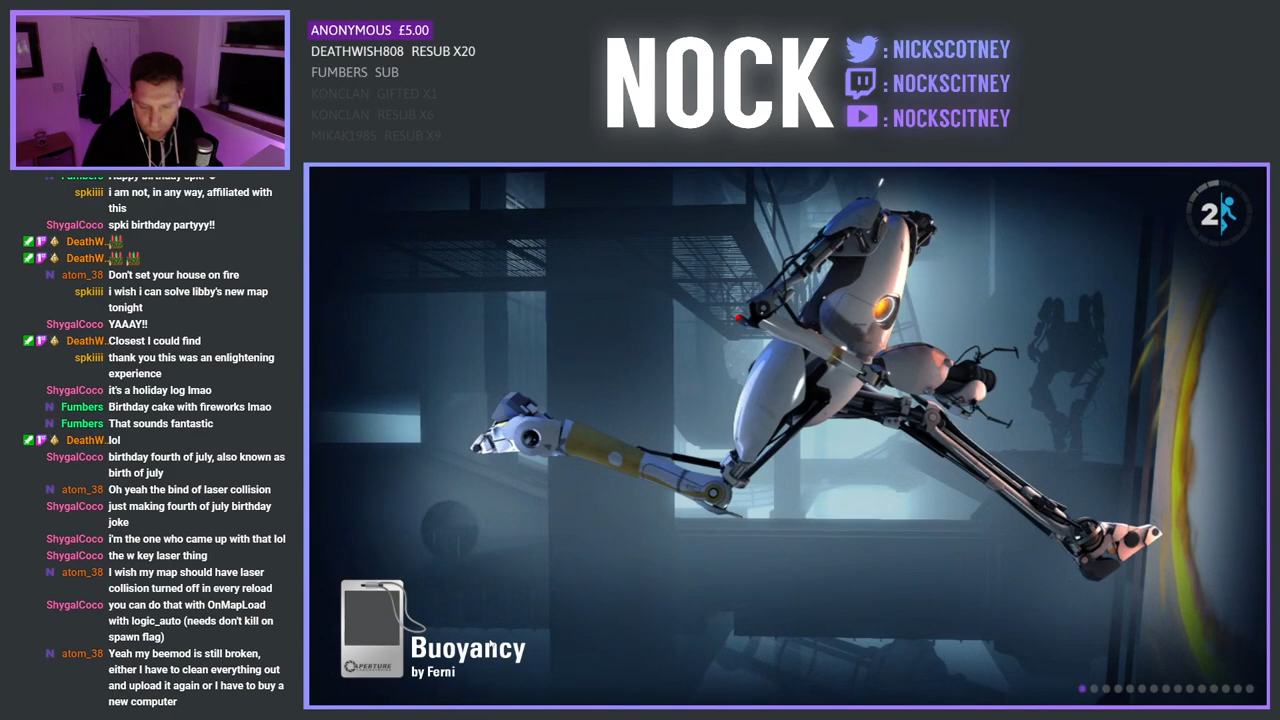 ANONYMOUS £5.00
DEATHWISH808 RESUB X20
FUMBERS SUB
KONCLAN GIFTED X1
KONCLAN RESUB X6
MIKAK1985 RESUB X9
NOCK
: NICKSCOTNEY
: NOCKSCITNEY
: NOCKSCITNEY
Fumbers Happy Birthday spki
spkiiii i am not, in any way, affiliated with
this
ShygalCoco spki birthday partyyy!!
DeathW..
DeathW..
atom_38 Don't set your house on fire
spkiiii i wish i can solve libby's new map
tonight
ShygalCoco YAAAY!!
DeathW.. Closest I could find
spkiiii thank you this was an enlightening
experience
ShygalCoco it's a holiday log lmao
Fumbers Birthday cake with fireworks lmao
Fumbers That sounds fantastic
DeathW.. lol
ShygalCoco birthday fourth of july, also known as
birth of july
atom_38 Oh yeah the bind of laser collision
ShygalCoco just making fourth of july birthday
joke
ShygalCoco i'm the one who came up with that lol
ShygalCoco the w key laser thing
atom_38 I wish my map should have laser
collision turned off in every reload
ShygalCoco you can do that with OnMapLoad
with logic_auto (needs don't kill on
spawn flag)
atom_38 Yeah my beemod is still broken,
either I have to clean everything out
and upload it again or I have to buy a
new computer
2
APERTURE
Buoyancy
by Ferni